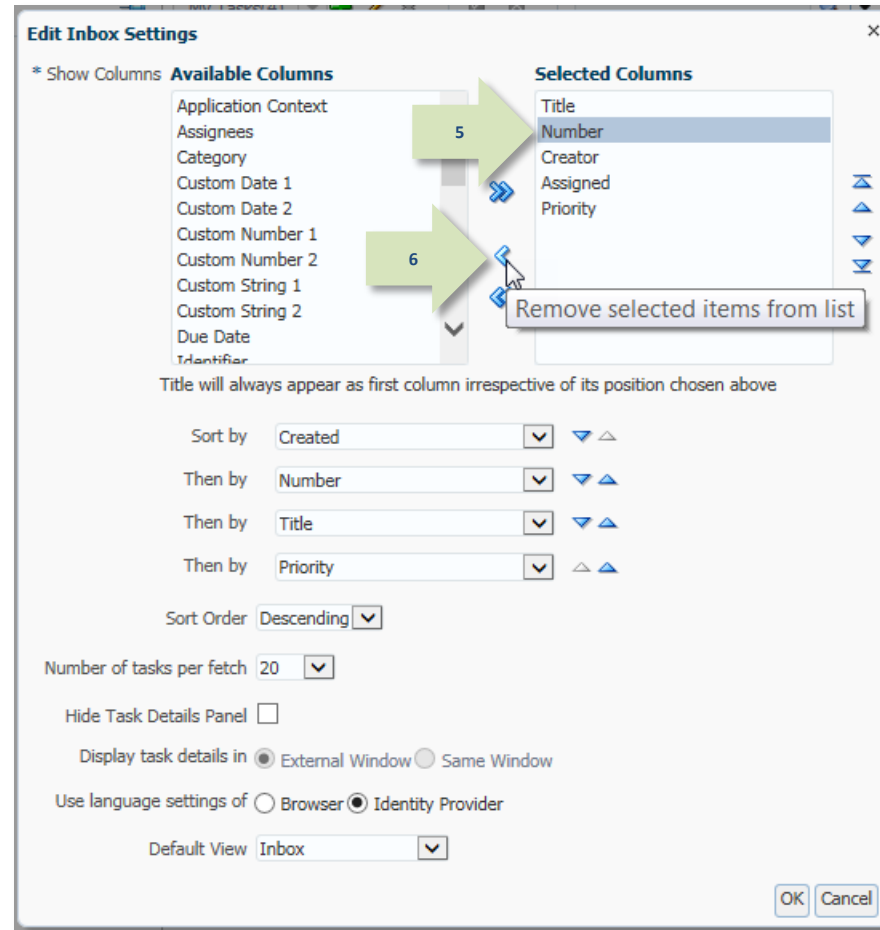 My Tasks(41)
Edit Inbox Settings
* Show Columns Available Columns Selected Columns
Application Context
Assignees
Category
Custom Date 1
Custom Date 2
Custom Number 1
Custom Number 2
Custom String 1
Custom String 2
Due Date
Identifier
5
Title
Number
Creator
Assigned
Priority
6
Remove selected items from list
Title will always appear as first column irrespective of its position chosen above
Sort by Created
Then by Number
Then by Title
Then by Priority
Sort Order Descending
Number of tasks per fetch 20
Hide Task Details Panel
Display task details in External Window Same Window
Use language settings of Browser Identity Provider
Default View Inbox
OK Cancel